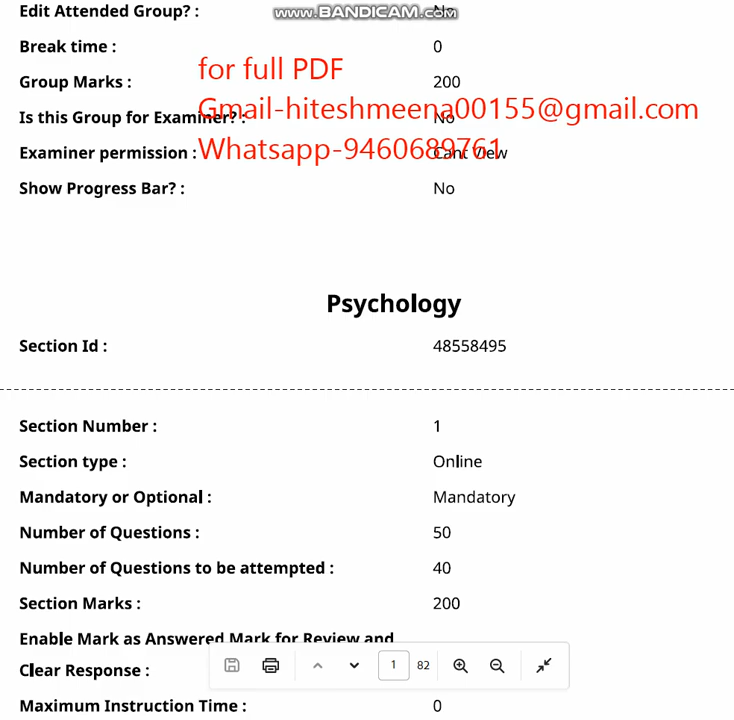 www.BANDICAM.com
Edit Attended Group? : No
Break time : 0
for full PDF
Group Marks : 200
Gmail-hiteshmeena00155@gmail.com
Is this Group for Examiner? : No
Whatsapp-9460689761
Examiner permission : Cant View
Show Progress Bar? : No
Psychology
Section Id : 48558495
Section Number : 1
Section type : Online
Mandatory or Optional : Mandatory
Number of Questions : 50
Number of Questions to be attempted : 40
Section Marks : 200
Enable Mark as Answered Mark for Review and
Clear Response :
1 82
Maximum Instruction Time : 0